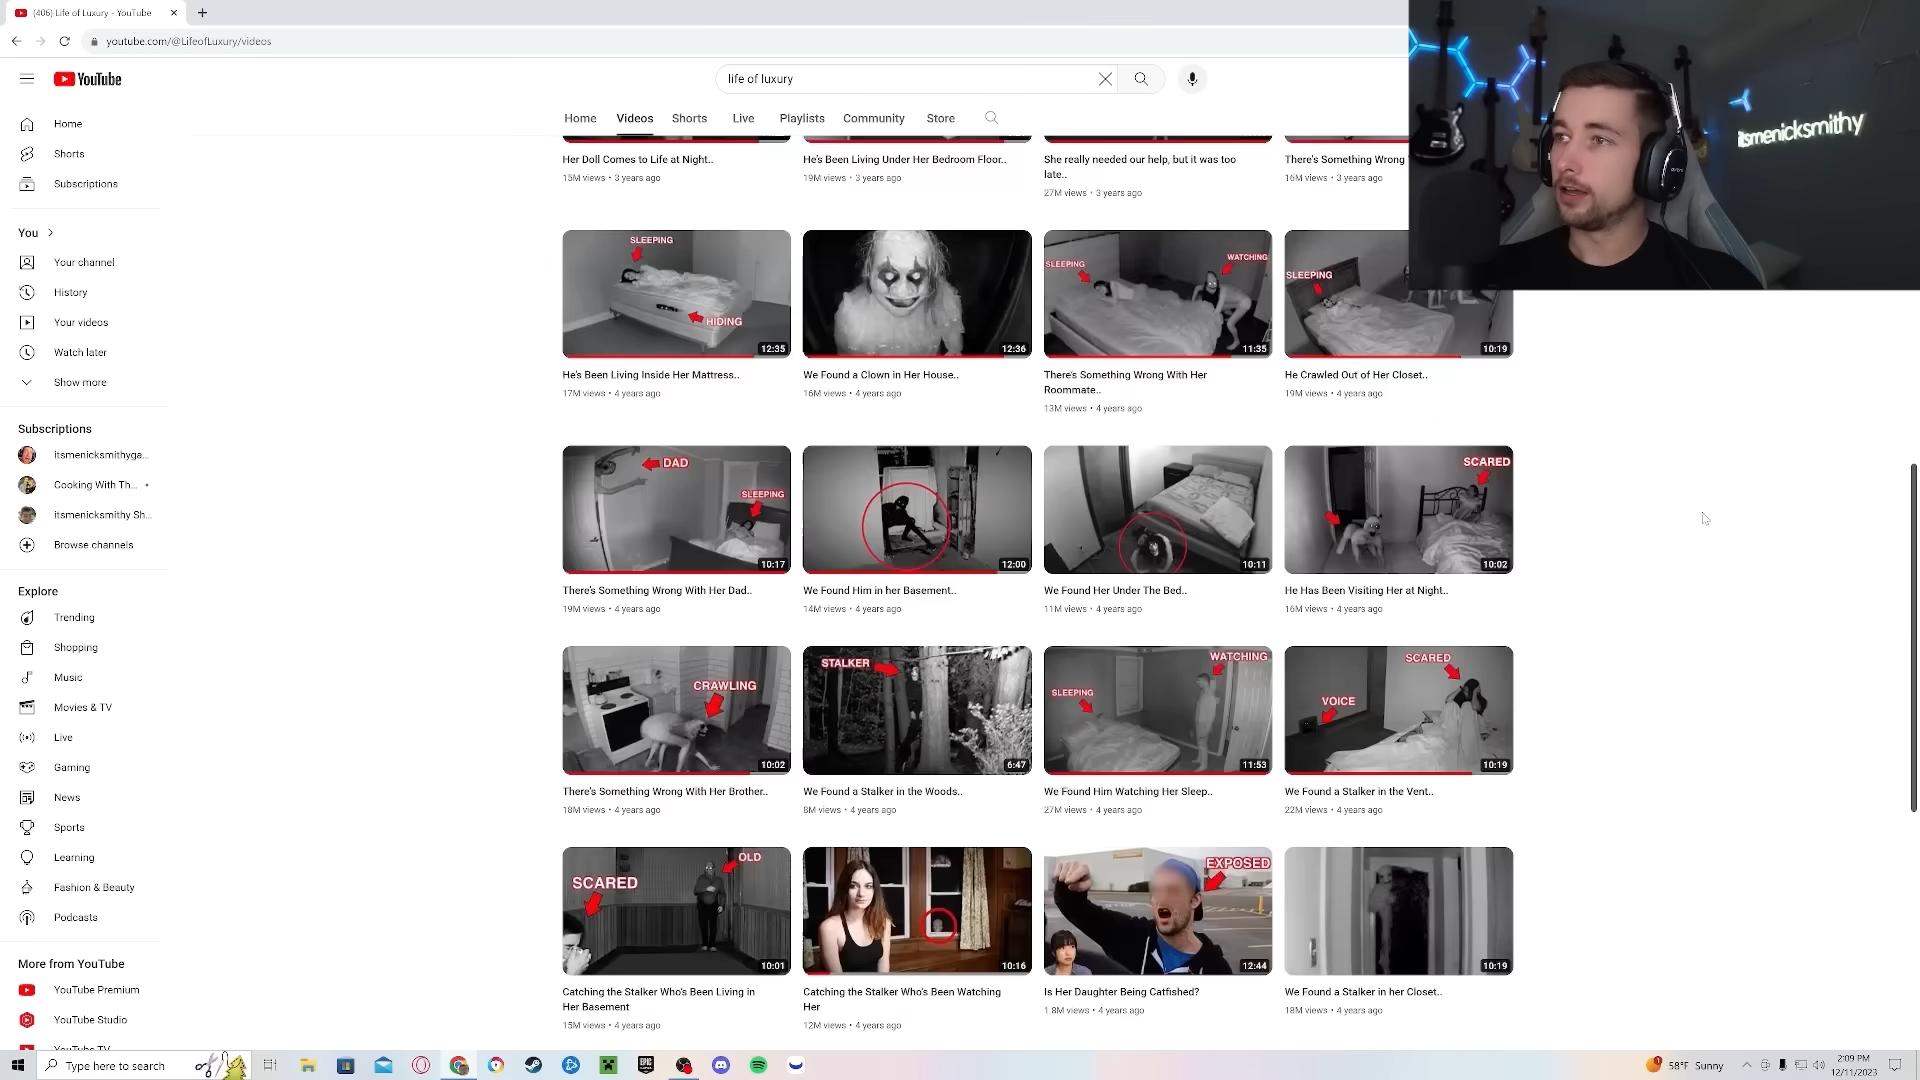 (406) Life of Luxury - YouTube
youtube.com/@LifeofLuxury/videos
YouTube
life of luxury
Home Videos Shorts Live Playlists Community Store
Home
Shorts
Subscriptions
You
Your channel
History
Your videos
Watch later
Show more
Subscriptions
itsmenicksmithyga...
Cooking With Th... •
itsmenicksmithy Sh...
Browse channels
Explore
Trending
Shopping
Music
Movies & TV
Live
Gaming
News
Sports
Learning
Fashion & Beauty
Podcasts
More from YouTube
YouTube Premium
YouTube Studio
YouTube TV
Her Doll Comes to Life at Night..
15M views • 3 years ago
He's Been Living Under Her Bedroom Floor..
19M views • 3 years ago
She really needed our help, but it was too
late..
27M views • 3 years ago
There's Something Wrong
16M views • 3 years ago
SLEEPING
HIDING
12:35
He's Been Living Inside Her Mattress..
17M views • 4 years ago
12:36
We Found a Clown in Her House..
16M views • 4 years ago
SLEEPING
WATCHING
11:35
There's Something Wrong With Her
Roommate..
13M views • 4 years ago
SLEEPING
10:19
He Crawled Out of Her Closet..
19M views • 4 years ago
DAD
SLEEPING
10:17
There's Something Wrong With Her Dad..
19M views • 4 years ago
12:00
We Found Him in her Basement..
14M views • 4 years ago
10:11
We Found Her Under The Bed..
11M views • 4 years ago
SCARED
10:02
He Has Been Visiting Her at Night..
16M views • 4 years ago
CRAWLING
10:02
There's Something Wrong With Her Brother..
18M views • 4 years ago
STALKER
6:47
We Found a Stalker in the Woods..
8M views • 4 years ago
WATCHING
SLEEPING
11:53
We Found Him Watching Her Sleep..
27M views • 4 years ago
SCARED
VOICE
10:19
We Found a Stalker in the Vent..
22M views • 4 years ago
OLD
SCARED
10:01
Catching the Stalker Who's Been Living in
Her Basement
15M views • 4 years ago
10:16
Catching the Stalker Who's Been Watching
Her
12M views • 4 years ago
EXPOSED
12:44
Is Her Daughter Being Catfished?
1.8M views • 4 years ago
10:19
We Found a Stalker in her Closet..
18M views • 4 years ago
itsmenicksmithy
Type here to search
EPIC GAMES
58°F Sunny
2:09 PM
12/11/2023